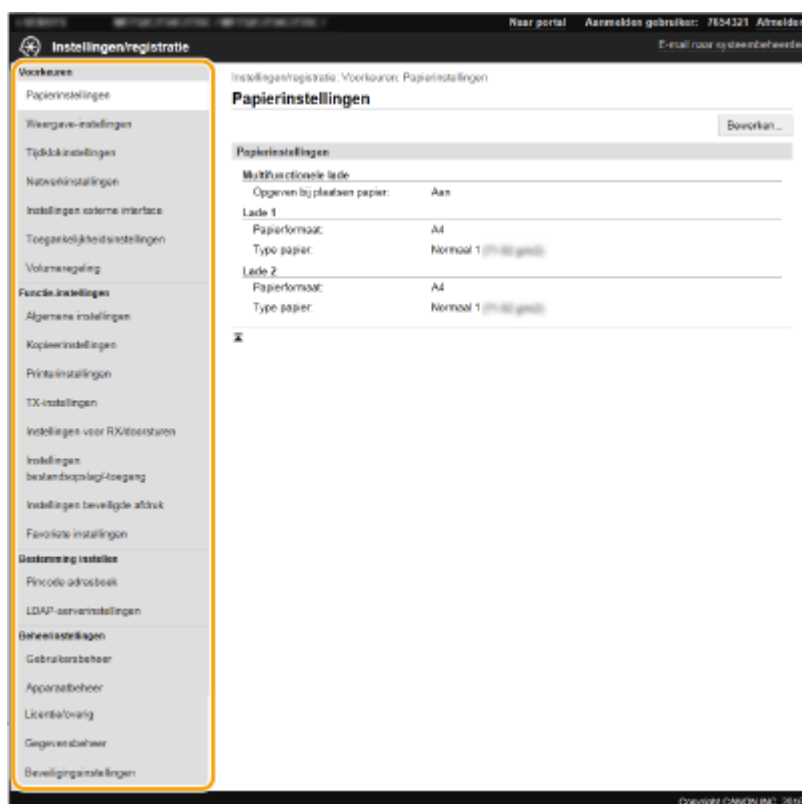 Naar portal Aanmelden gebruiker: 7654321 Afmelden
Instellingen/registratie
E-mail naar systeembeheerder
Voorkeuren
Papierinstellingen
Weergave-instellingen
Tijdklokinstellingen
Netwerkinstellingen
Instellingen externe interface
Toegankelijkheidsinstellingen
Volumeregeling
Functie-instellingen
Algemene instellingen
Kopieerinstellingen
Printerinstellingen
TX-instellingen
Instellingen voor RX/doorsturen
Instellingen
bestandsopslag/-toegang
Instellingen beveiligde afdruk
Favoriete instellingen
Bestemming instellen
Pincode adresboek
LDAP-serverinstellingen
Beheerinstellingen
Gebruikersbeheer
Apparaatbeheer
Licentie/overig
Gegevensbeheer
Beveiligingsinstellingen
Instellingen/registratie: Voorkeuren: Papierinstellingen
Papierinstellingen
Bewerken...
Papierinstellingen
Multifunctionele lade
Opgeven bij plaatsen papier: Aan
Lade 1
Papierformaat: A4
Type papier: Normaal 1
Lade 2
Papierformaat: A4
Type papier: Normaal 1
Copyright CANON INC.